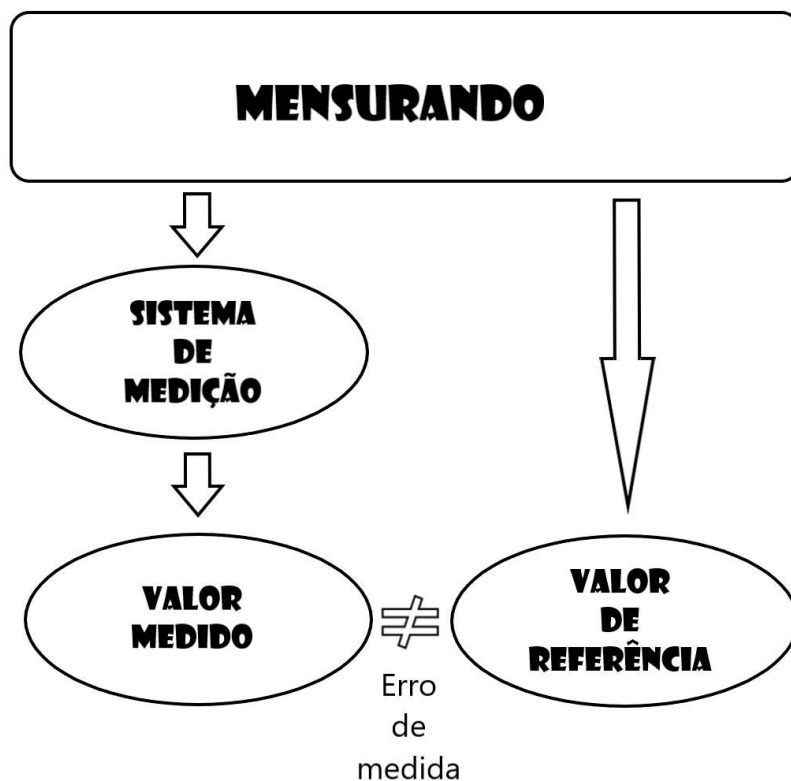 MENSURANDO
SISTEMA
DE
MEDIÇÃO
VALOR
MEDIDO
≠
VALOR
DE
REFERÊNCIA
Erro
de
medida